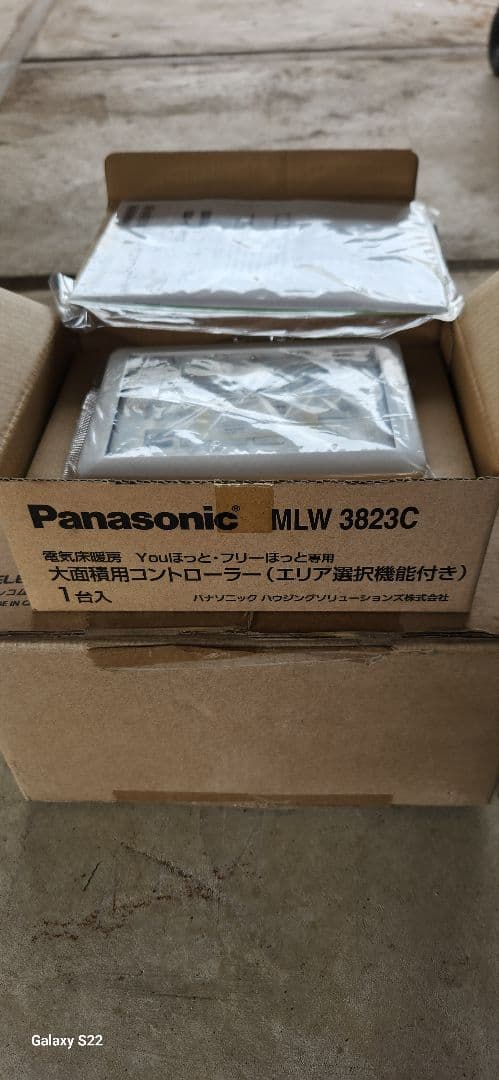 Panasonic® MLW 3823C
電気床暖房 Youほっと・フリーほっと専用
大面積用コントローラー(エリア選択機能付き)
1台入 パナソニック ハウジングソリューションズ株式会社
Galaxy S22